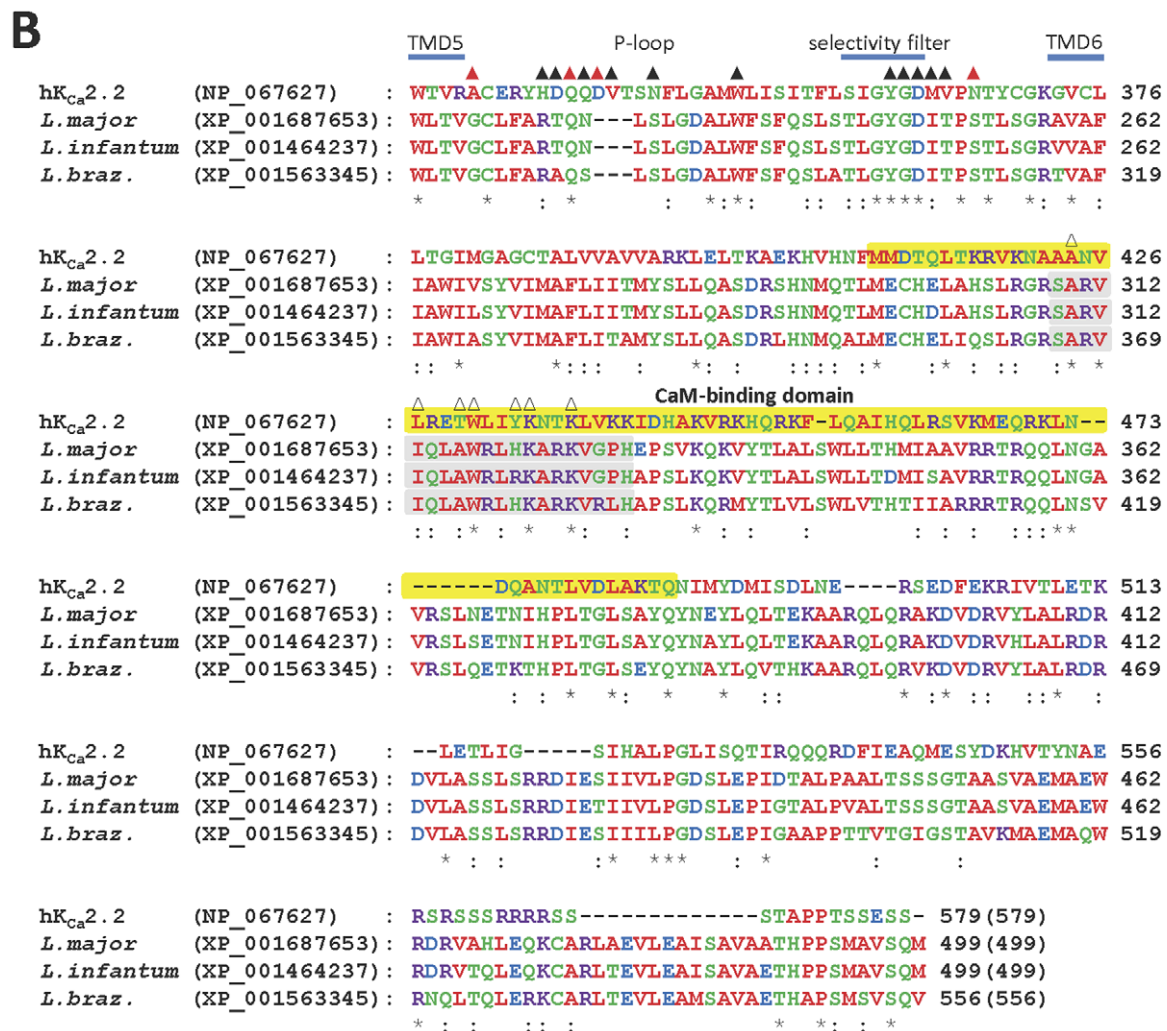 B
TMD5 P-loop selectivity filter TMD6
hKCa2.2 (NP_067627) : WTVRACERYHDQQDVTSNFLGAMWLISITFLSIGYGDMVPNTYCGKGVCL 376
L.major (XP_001687653): WLTVGCLFARTQN---LSLGDALWFSFQSLSTLGYGDITPSTLSGRAVAF 262
L.infantum (XP_001464237): WLTVGCLFARTQN---LSLGDALWFSFQSLSTLGYGDITPSTLSGRVVAF 262
L.braz. (XP_001563345): WLTVGCLFARAQS---LSLGDALWFSFQSLATLGYGDITPSTLSGRTVAF 319
* * : * : *:*: : : ::****: * * * : * :
hKCa2.2 (NP_067627) : LTGIMGAGCTALVVAVVARKLELTKAEKHVHNFMMDTQLTKRVKNAAANV 426
L.major (XP_001687653): IAWIVSYVIMAFLIITMYSLLQASDRSHNMQTLMECHELAHSLRGRSARV 312
L.infantum (XP_001464237): IAWILSYVIMAFLIITMYSLLQASDRSHNMQTLMECHDLAHSLRGRSARV 312
L.braz. (XP_001563345): IAWIASYVIMAFLITAMYSLLQASDRLHNMQALMECHELIQSLRGRSARV 369
:: * *::: : *: : ::: :* :* :: * *
CaM-binding domain
hKCa2.2 (NP_067627) : LRETWLIYKNTKLVKKIDHAKVRKHQRKF-LQAIHQLRSVKMEQRKLN-- 473
L.major (XP_001687653): IQLAWRLHKARKVGPHEPSVKQKVYTLALSWLLTHMIAAVRRTRQQLNGA 362
L.infantum (XP_001464237): IQLAWRLRKARKVGPHAPSLKQKVYTLALSWLLTDMISAVRRTRQQLNGA 362
L.braz. (XP_001563345): IQLAWRLHKARKVRLHAPSLKQRMYTLVLSWLVTHTIIARRRTRQQLNSV 419
:: :* : * *: : * : : : : : :::**
hKCa2.2 (NP_067627) : ------DQANTLVDLAKTQNIMYDMISDLNE----RSEDFEKRIVTLETK 513
L.major (XP_001687653): VRSLNETNIHPLTGLSAYQYNEYLQLTEKAARQLQRAKDVDRVYLALRDR 412
L.infantum (XP_001464237): VRSLNETNIHPLTGLSAYQYNAYLQLTEKAARQLQRAKDVDRVHLALRDR 412
L.braz. (XP_001563345): VRSLQETKTHPLTGLSEYQYNAYLQVTHKAARQLQRVKDVDRVYLALRDR 469
: : * *: * * :: * :* :: ::* :
hKCa2.2 (NP_067627) : --LETLIG-----SIHALPGLISQTIRQQQRDFIEAQMESYDKHVTYNAE 556
L.major (XP_001687653): DVLASSLSRRDIESIIVLPGDSLEPIDTALPAALTSSSGTAASVAEMAEW 462
L.infantum (XP_001464237): DVLASSLSRRDIETIIVLPGDSLEPIGTALPVALTSSSGTAASVAEMAEW 462
L.braz. (XP_001563345): DVLASSLSRRDIESIIIILPGDSLEPIGAAPPTTVTGIGSTAVKMAEMAQW 519
* : : :* *** : * : :
hKCa2.2 (NP_067627) : RSRSSSRRRRSS-------------STAPPTSSESS- 579(579)
L.major (XP_001687653): RDRVAHLEQKCARLAEVLEAISAVAATHPPSMAVSQM 499(499)
L.infantum (XP_001464237): RDRVTQLEQKCARLTEVLEAISAVAETHPPSMAVSQM 499(499)
L.braz. (XP_001563345): RNQLTQLERKCARLTEVLEAMSAVAETHAPSMSVSQV 556(556)
*: : :: : * *: : *